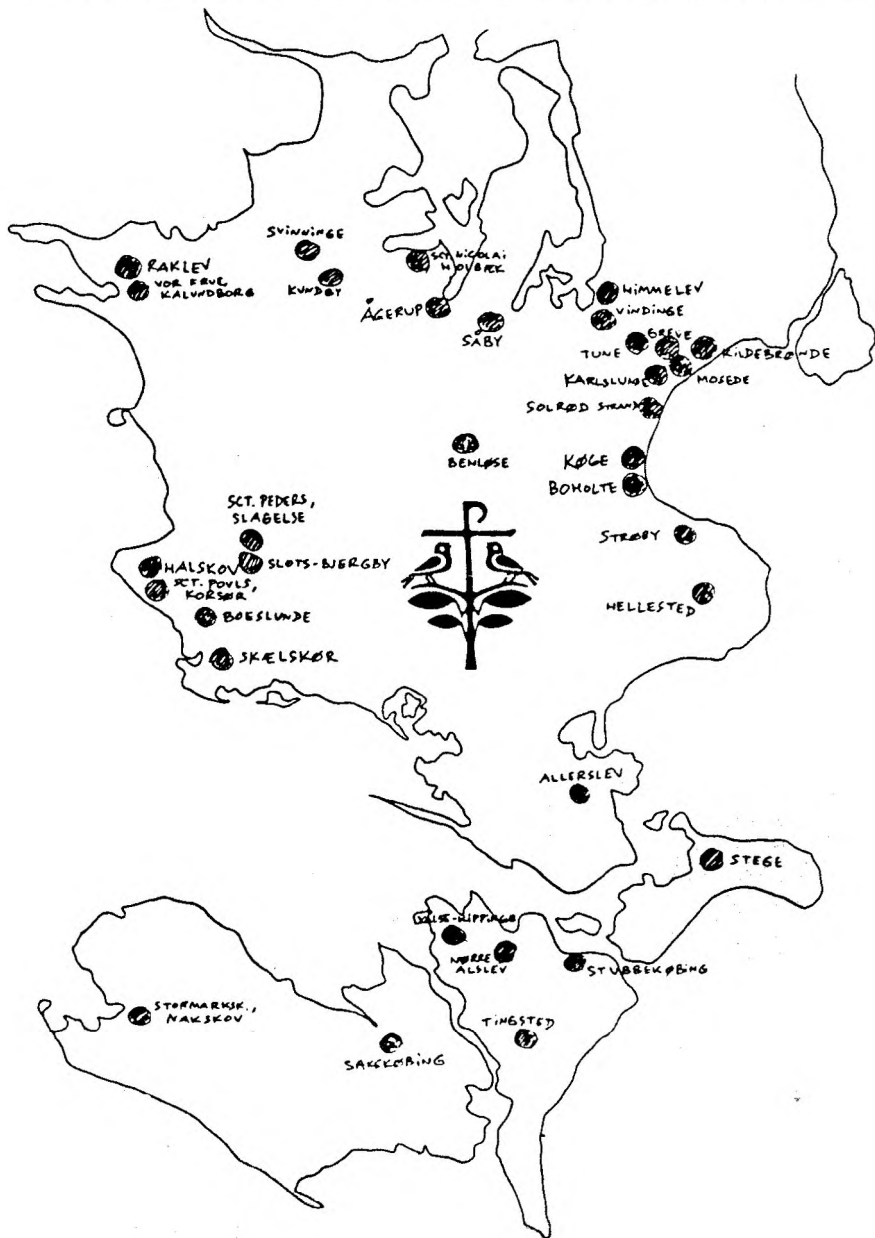 SVINNINGE
SCT. NICOLAI
HOLBÆK
RAKLEV
VOR FRUE,
KALUNDBORG
KUNDBY
HIMMELEV
ÅGERUP
VINDINGE
SÅBY
GREVE
TUNE
KILDEBRØNDE
KARLSLUNDE
MOSEDE
SOLRØD STRAND
BENLØSE
KØGE
BOHOLTE
SCT. PEDERS,
SLAGELSE
STRØBY
HALSKOV
SLOTS-BJERGBY
SCT. POVLS,
KORSØR
HELLESTED
BOESLUNDE
SKÆLSKØR
ALLERSLEV
STEGE
NØRRE
ALSLEV
STUBBEKØBING
STORMARKSK.,
NAKSKOV
TINGSTED
SAKSKØBING